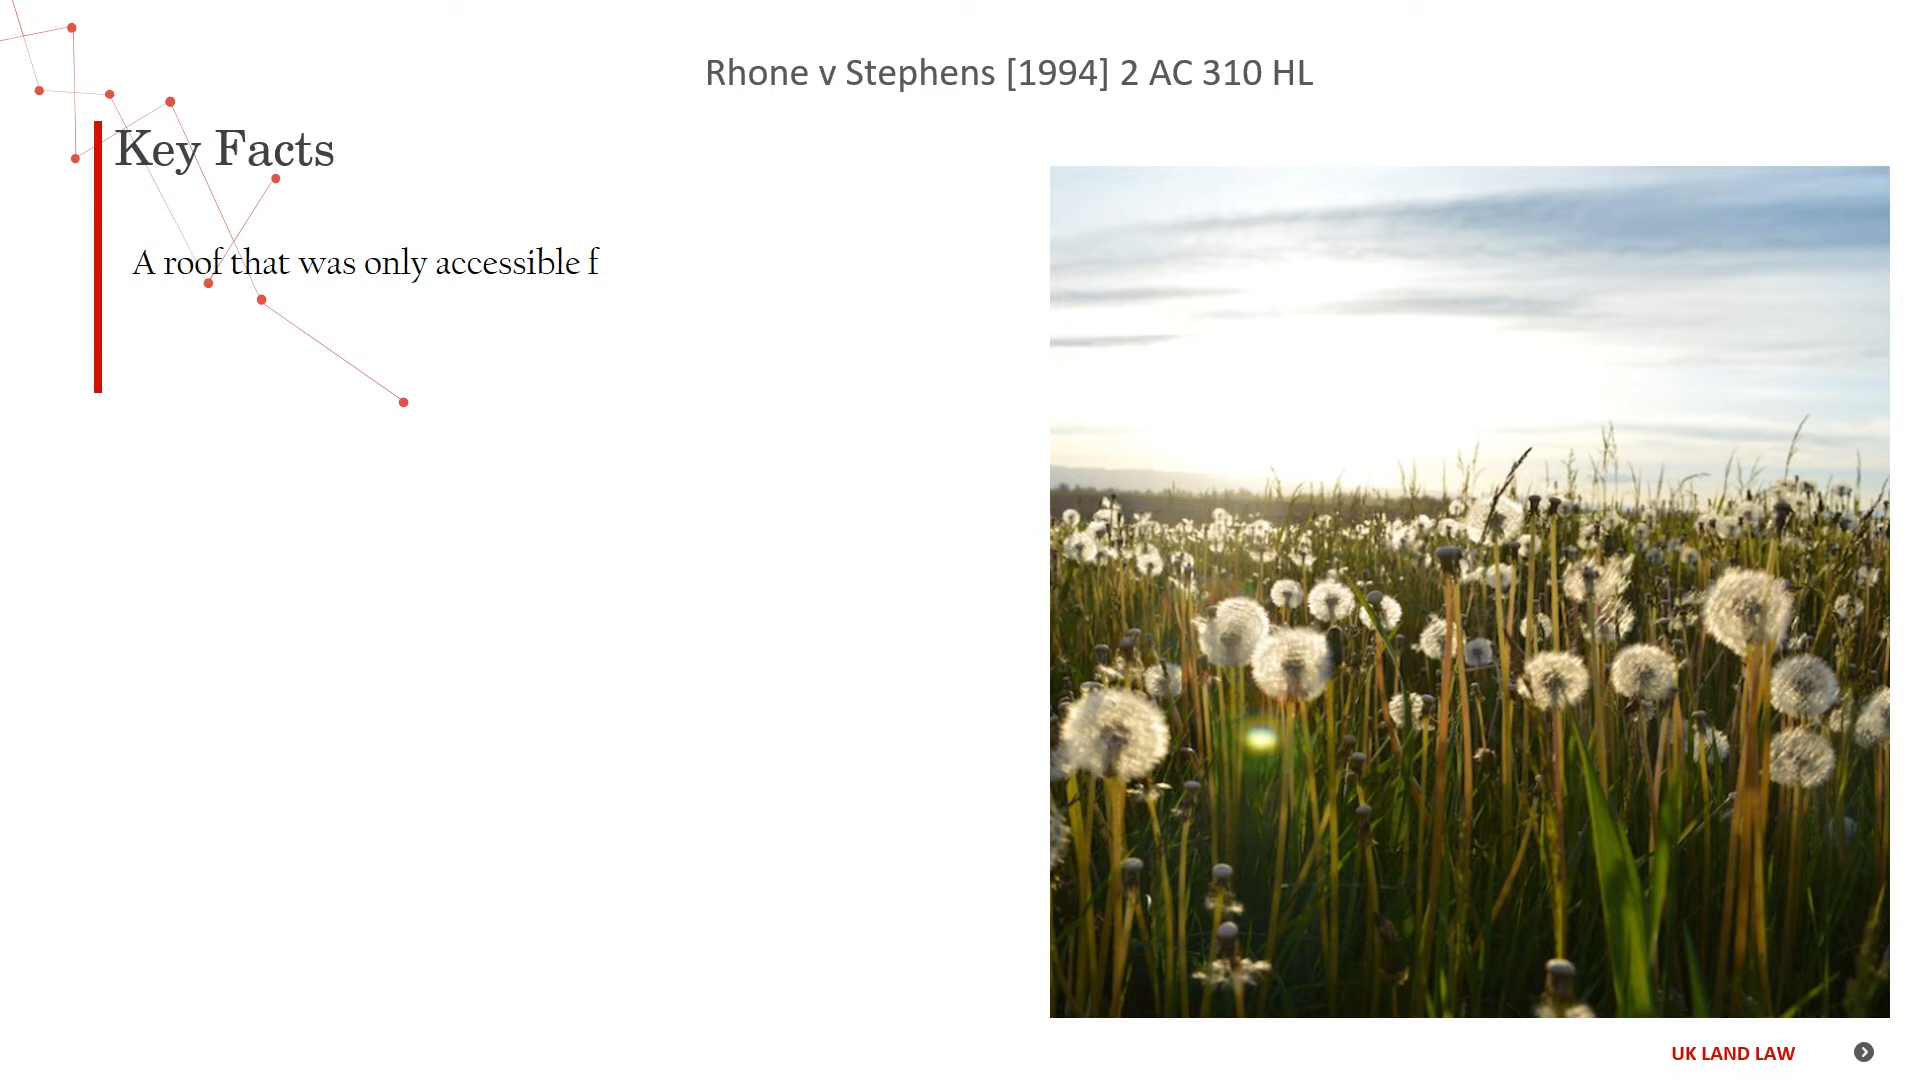 Rhone v Stephens [1994] 2 AC 310 HL
Key Facts
A roof that was only accessible f
UK LAND LAW